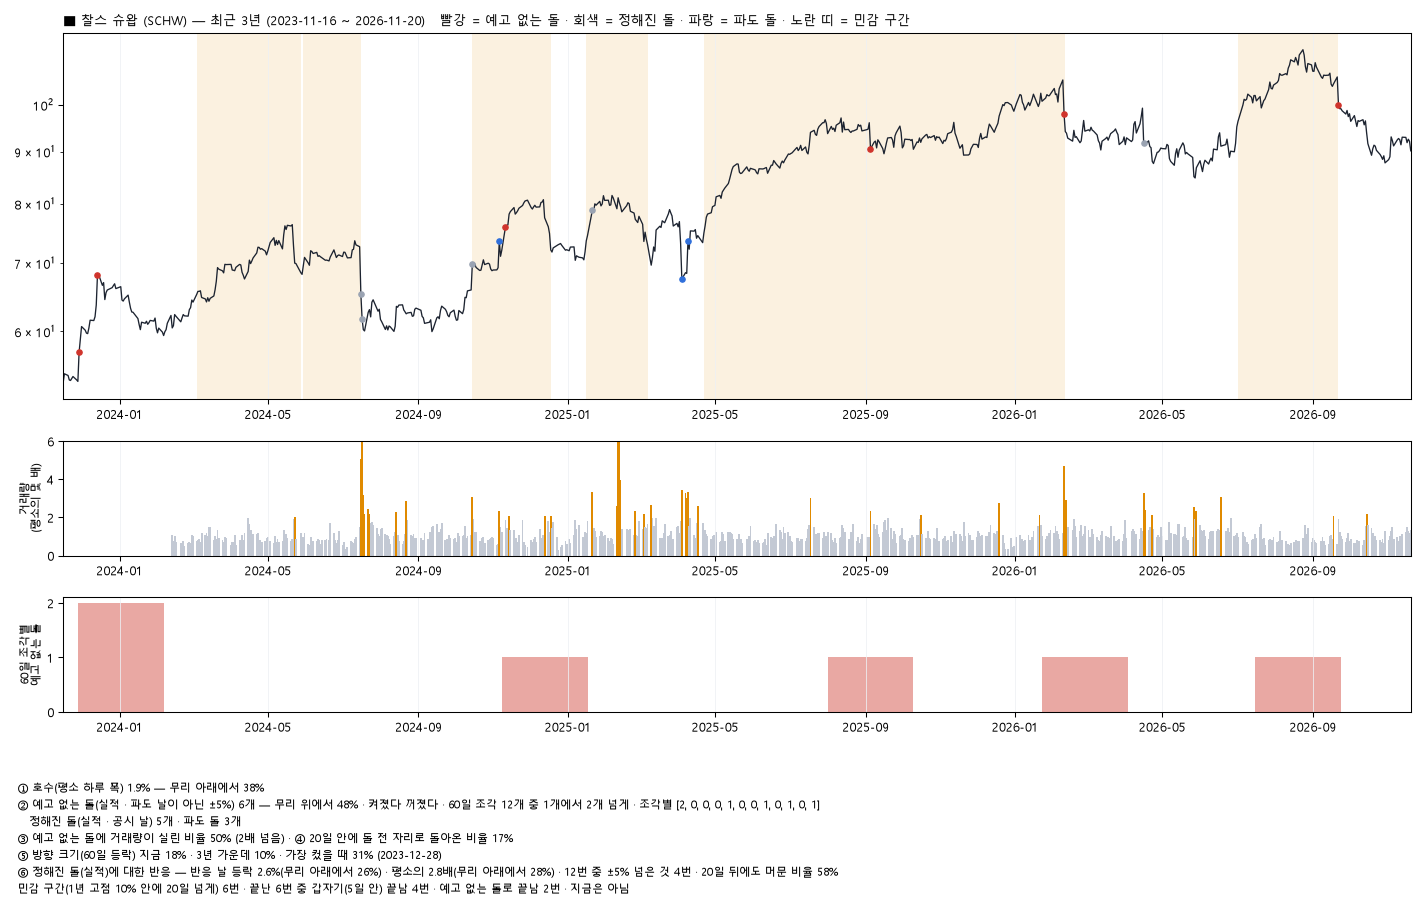 ■ 찰스 슈왑 (SCHW) — 최근 3년 (2023-11-16 ~ 2026-11-20)    빨강 = 예고 없는 돌 · 회색 = 정해진 돌 · 파랑 = 파도 돌 · 노란 띠 = 민감 구간
10²
9 × 10¹
8 × 10¹
7 × 10¹
6 × 10¹
2024-01 2024-05 2024-09 2025-01 2025-05 2025-09 2026-01 2026-05 2026-09
거래량
(평소의 몇 배)
6
4
2
0
2024-01 2024-05 2024-09 2025-01 2025-05 2025-09 2026-01 2026-05 2026-09
60일 조각별
예고 없는 돌
2
1
0
2024-01 2024-05 2024-09 2025-01 2025-05 2025-09 2026-01 2026-05 2026-09
① 호수(평소 하루 폭) 1.9% — 무리 아래에서 38%
② 예고 없는 돌(실적 · 파도 날이 아닌 ±5%) 6개 — 무리 위에서 48% · 켜졌다 꺼졌다 · 60일 조각 12개 중 1개에서 2개 넘게 · 조각별 [2, 0, 0, 0, 1, 0, 0, 1, 0, 1, 0, 1]
정해진 돌(실적 · 공시 날) 5개 · 파도 돌 3개
③ 예고 없는 돌에 거래량이 실린 비율 50% (2배 넘음) · ④ 20일 안에 돌 전 자리로 돌아온 비율 17%
⑤ 방향 크기(60일 등락) 지금 18% · 3년 가운데 10% · 가장 컸을 때 31% (2023-12-28)
⑥ 정해진 돌(실적)에 대한 반응 — 반응 날 등락 2.6%(무리 아래에서 26%) · 평소의 2.8배(무리 아래에서 28%) · 12번 중 ±5% 넘은 것 4번 · 20일 뒤에도 머문 비율 58%
민감 구간(1년 고점 10% 안에 20일 넘게) 6번 · 끝난 6번 중 갑자기(5일 안) 끝남 4번 · 예고 없는 돌로 끝남 2번 · 지금은 아님